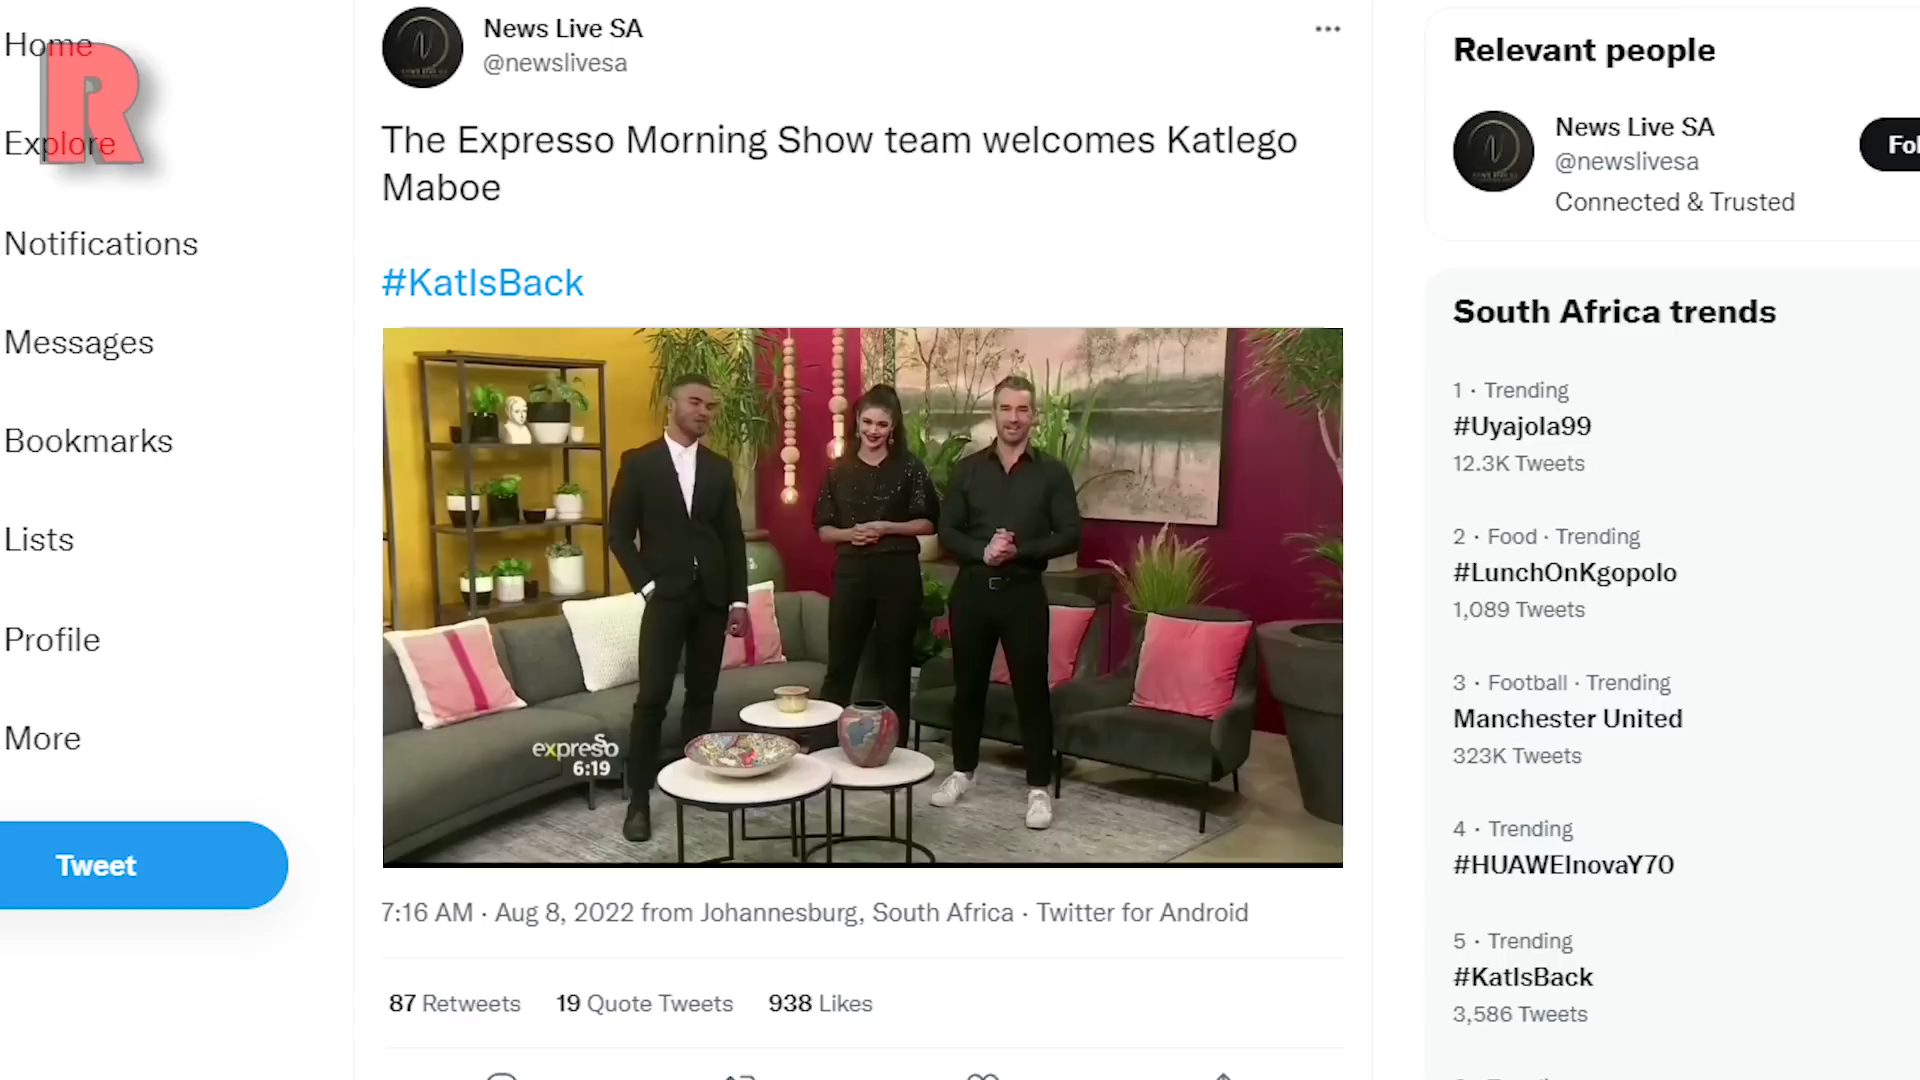 Home
R
Explore
Notifications
Messages
Bookmarks
Lists
Profile
More
Tweet
News Live SA
@newslivesa
The Expresso Morning Show team welcomes Katlego
Maboe
#KatIsBack
expresso
6:19
7:16 AM · Aug 8, 2022 from Johannesburg, South Africa · Twitter for Android
87 Retweets 19 Quote Tweets 938 Likes
Relevant people
News Live SA
@newslivesa
Fol
Connected & Trusted
South Africa trends
1 · Trending
#Uyajola99
12.3K Tweets
2 · Food · Trending
#LunchOnKgopolo
1,089 Tweets
3 · Football · Trending
Manchester United
323K Tweets
4 · Trending
#HUAWEInovaY70
5 · Trending
#KatIsBack
3,586 Tweets